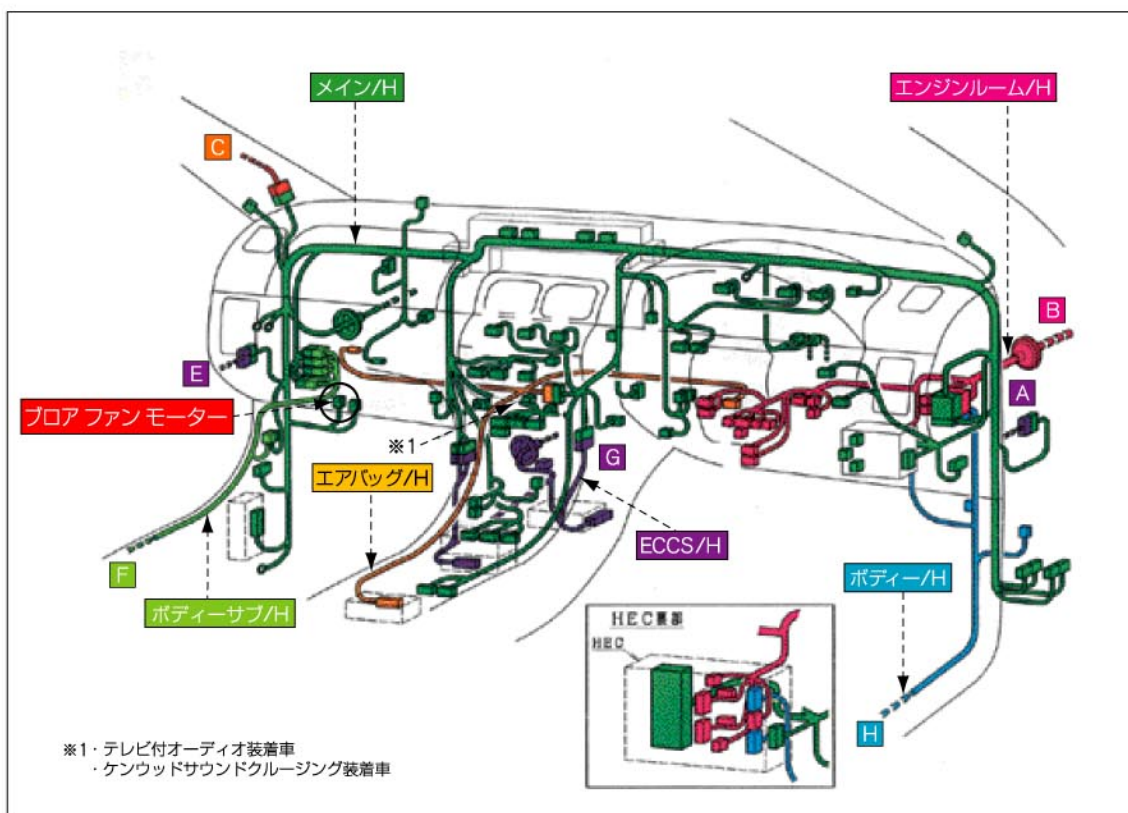 メイン/H
エンジンルーム/H
C
B
E
A
ブロア ファン モーター
※1
G
エアバッグ/H
ECCS/H
F
ボディーサブ/H
ボディー/H
HEC裏部
HEC
H
※1・テレビ付オーディオ装着車
・ケンウッドサウンドクルージング装着車